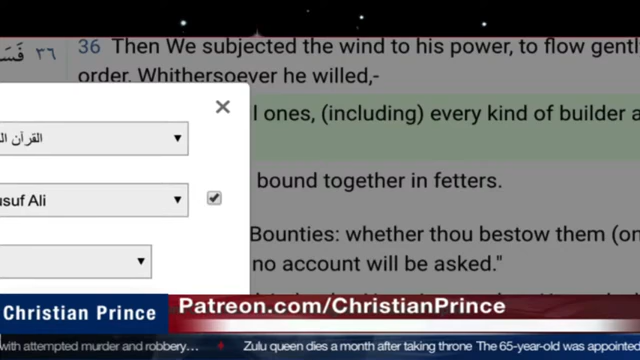 ٣٦ 36 Then We subjected the wind to his power, to flow
order, Whithersoever he willed,-
l ones, (including) every kind of builder
القرآن
bound together in fetters.
usuf Ali
Bounties: whether thou bestow them
no account will be asked."
Christian Prince
Patreon.com/ChristianPrince
with attempted murder and robbery… Zulu queen dies a month after taking throne The 65-year-old was appointed